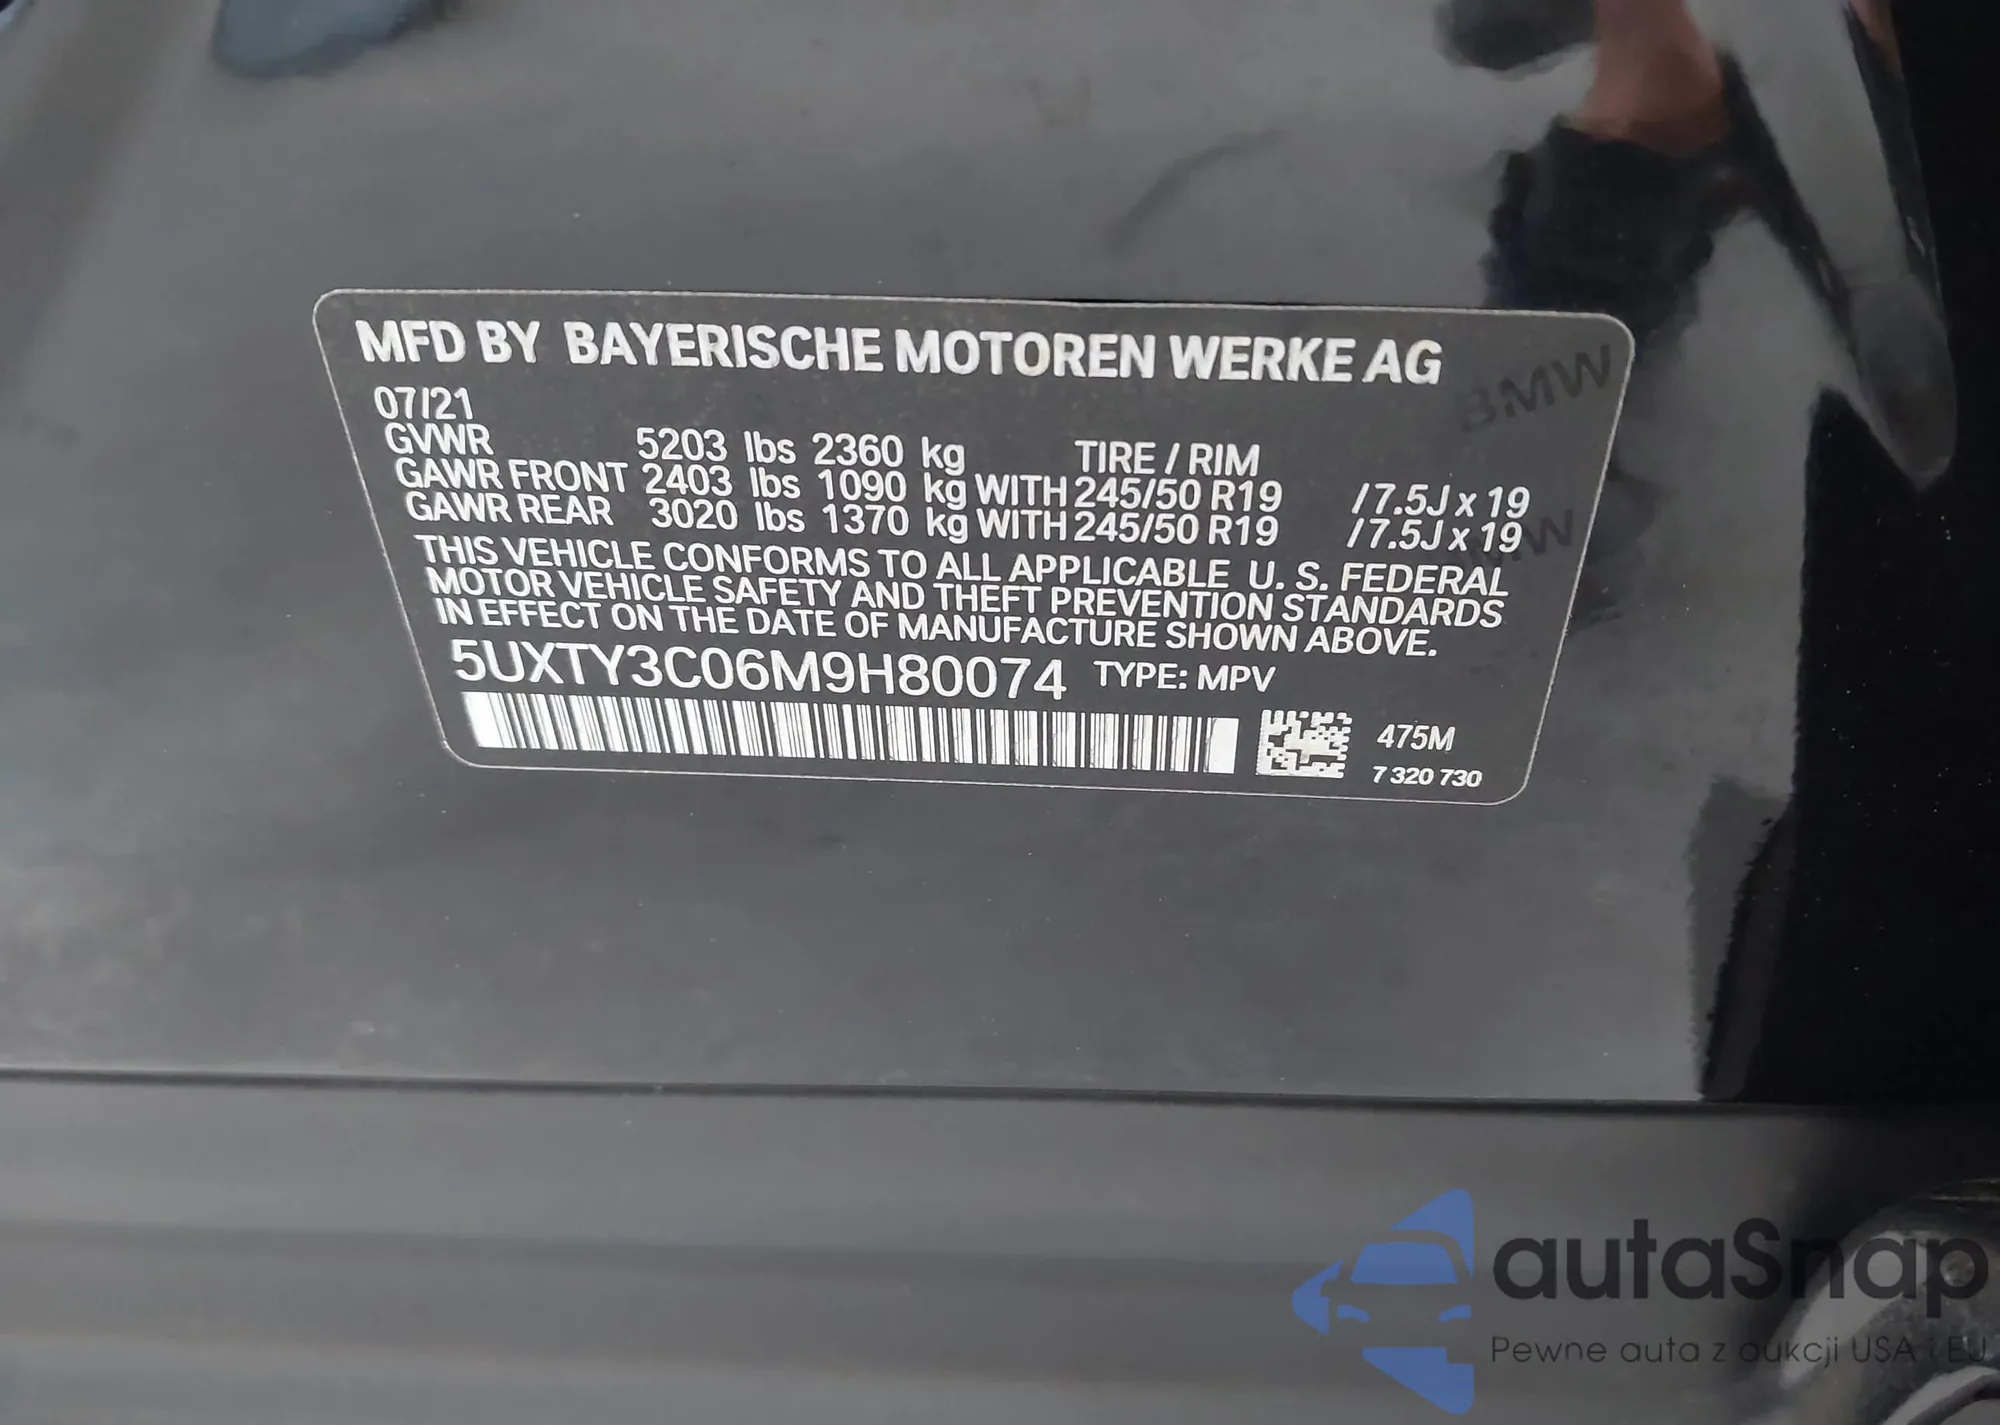 MFD BY BAYERISCHE MOTOREN WERKE AG
BMW
07/21
GVWR 5203 lbs 2360 kg TIRE / RIM
GAWR FRONT 2403 lbs 1090 kg WITH 245/50 R19 / 7.5J x 19
GAWR REAR 3020 lbs 1370 kg WITH 245/50 R19 / 7.5J x 19
THIS VEHICLE CONFORMS TO ALL APPLICABLE U. S. FEDERAL
MOTOR VEHICLE SAFETY AND THEFT PREVENTION STANDARDS
IN EFFECT ON THE DATE OF MANUFACTURE SHOWN ABOVE.
5UXTY3C06M9H80074 TYPE: MPV
475M
7 320 730
autaSnap
Pewne auta z aukcji USA i EU